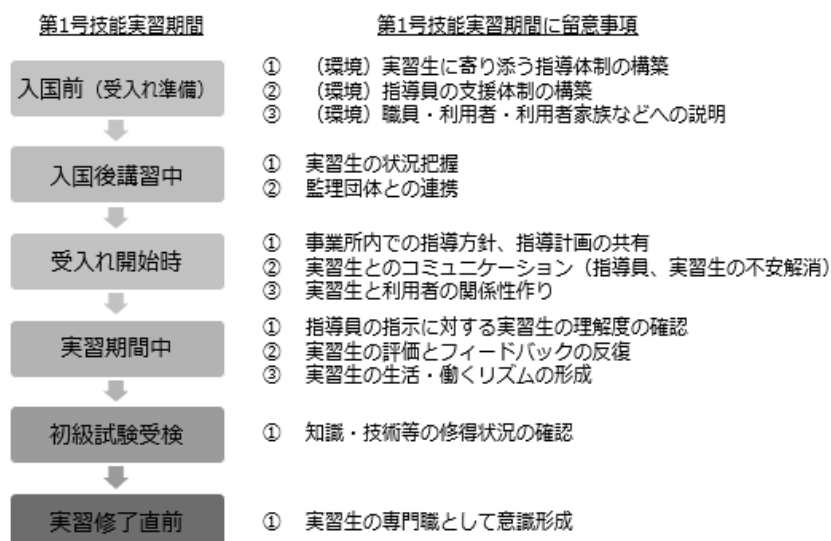 第1号技能実習期間
第1号技能実習期間に留意事項
入国前（受入れ準備）
① （環境）実習生に寄り添う指導体制の構築
② （環境）指導員の支援体制の構築
③ （環境）職員・利用者・利用者家族などへの説明
入国後講習中
① 実習生の状況把握
② 監理団体との連携
受入れ開始時
① 事業所内での指導方針、指導計画の共有
② 実習生とのコミュニケーション（指導員、実習生の不安解消）
③ 実習生と利用者の関係性作り
実習期間中
① 指導員の指示に対する実習生の理解度の確認
② 実習生の評価とフィードバックの反復
③ 実習生の生活・働くリズムの形成
初級試験受検
① 知識・技術等の修得状況の確認
実習修了直前
① 実習生の専門職として意識形成